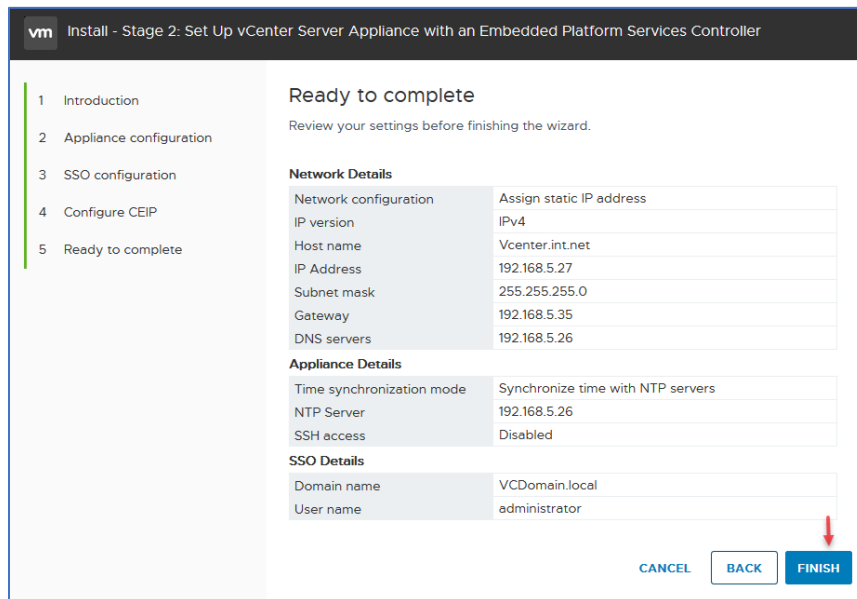 vm Install - Stage 2: Set Up vCenter Server Appliance with an Embedded Platform Services Controller
1 Introduction
2 Appliance configuration
3 SSO configuration
4 Configure CEIP
5 Ready to complete
Ready to complete
Review your settings before finishing the wizard.
Network Details
Network configuration Assign static IP address
IP version IPv4
Host name Vcenter.int.net
IP Address 192.168.5.27
Subnet mask 255.255.255.0
Gateway 192.168.5.35
DNS servers 192.168.5.26
Appliance Details
Time synchronization mode Synchronize time with NTP servers
NTP Server 192.168.5.26
SSH access Disabled
SSO Details
Domain name VCDomain.local
User name administrator
CANCEL BACK FINISH